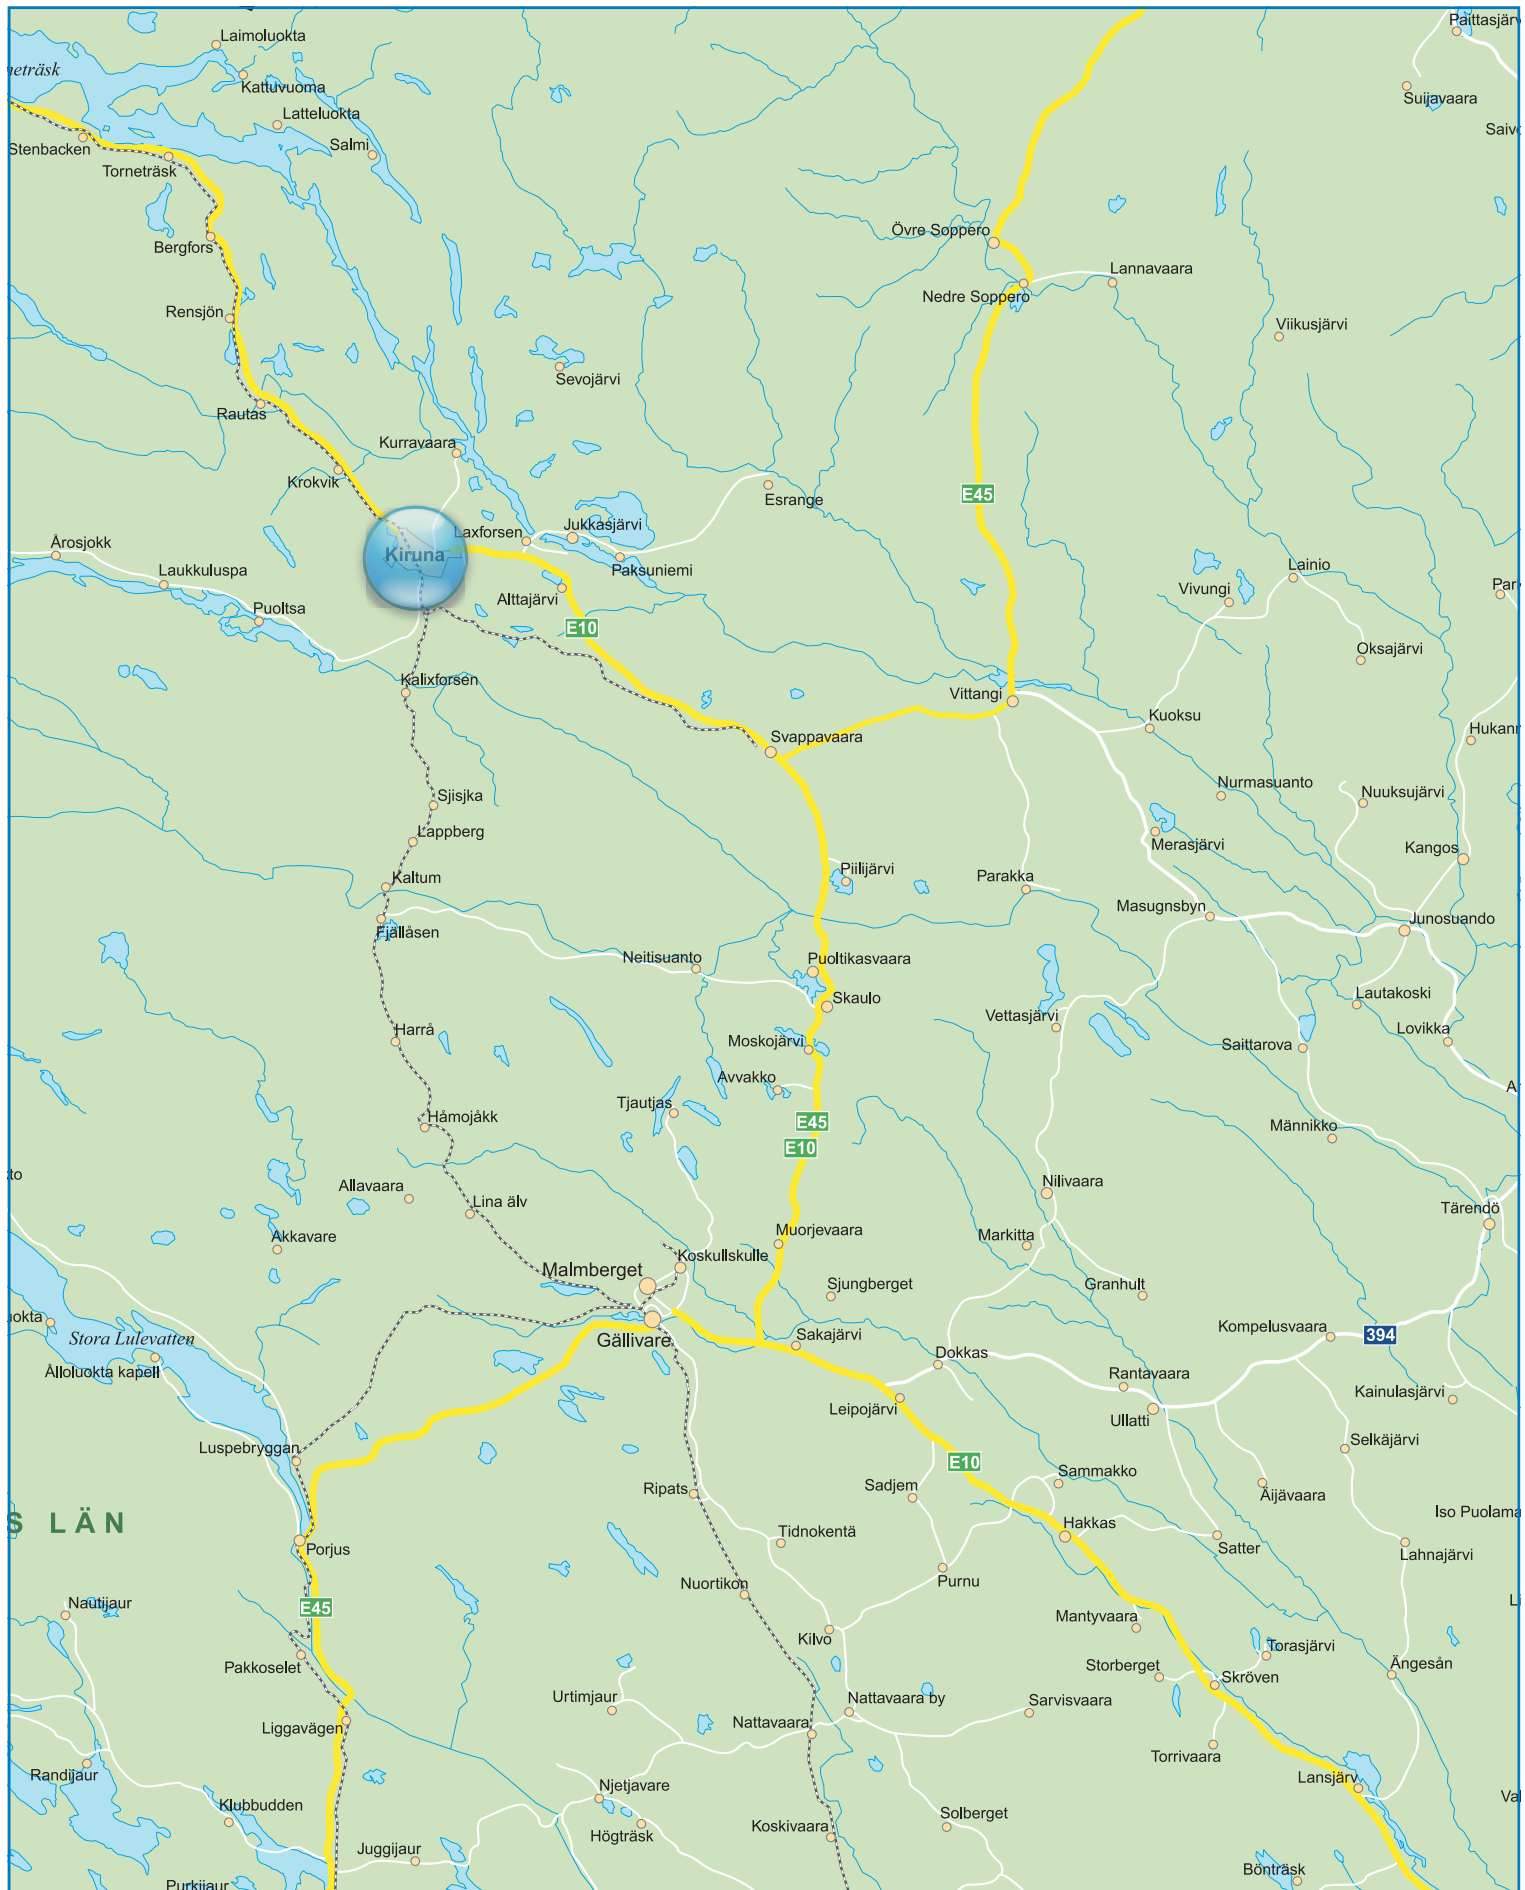 Laimoluokta
Paittasjärv
neträsk
Kattuvuoma
Suijavaara
Latteluokta
Saivo
Stenbacken
Salmi
Torneträsk
Övre Soppero
Bergfors
Lannavaara
Nedre Soppero
Rensjön
Viikusjärvi
Sevojärvi
Rautas
Kurravaara
Krokvik
E45
Esrange
Laxforsen
Jukkasjärvi
Årosjokk
Kiruna
Lainio
Laukkuluspa
Paksuniemi
Vivungi
Par
Puoltsa
Alttajärvi
E10
Oksajärvi
Kalixforsen
Vittangi
Kuoksu
Svappavaara
Hukann
Nurmasuanto
Nuuksujärvi
Sjisjka
Lappberg
Merasjärvi
Kangos
Piilijärvi
Parakka
Kaltum
Masugnsbyn
Junosuando
Fjällåsen
Neitisuanto
Puoltikasvaara
Skaulo
Lautakoski
Vettasjärvi
Harrå
Moskojärvi
Saittarova
Lovikka
Avvakko
A
Tjautjas
Håmojåkk
E45
Männikko
E10
to
Allavaara
Lina älv
Nilivaara
Tärendö
Akkavare
Muorjevaara
Markitta
Koskullskulle
Malmberget
Sjungberget
Granhult
uokta
Stora Lulevatten
Gällivare
Sakajärvi
Kompelusvaara
394
Ålloluokta kapell
Dokkas
Rantavaara
Kainulasjärvi
Leipojärvi
Ullatti
Luspebryggan
Selkäjärvi
E10
Sammakko
Ripats
Sadjem
Äijävaara
Iso Puolama
S LÄN
Tidnokentä
Hakkas
Satter
Porjus
Lahnajärvi
Nuortikon
Purnu
Nautijaur
E45
Mantyvaara
Li
Kilvo
Torasjärvi
Pakkoselet
Storberget
Skröven
Ängesån
Urtimjaur
Nattavaara by
Sarvisvaara
Liggavägen
Nattavaara
Torrivaara
Randijaur
Njetjavare
Lansjärv
Klubbudden
Val
Högträsk
Koskivaara
Solberget
Juggijaur
Bönträsk
Purkijaur